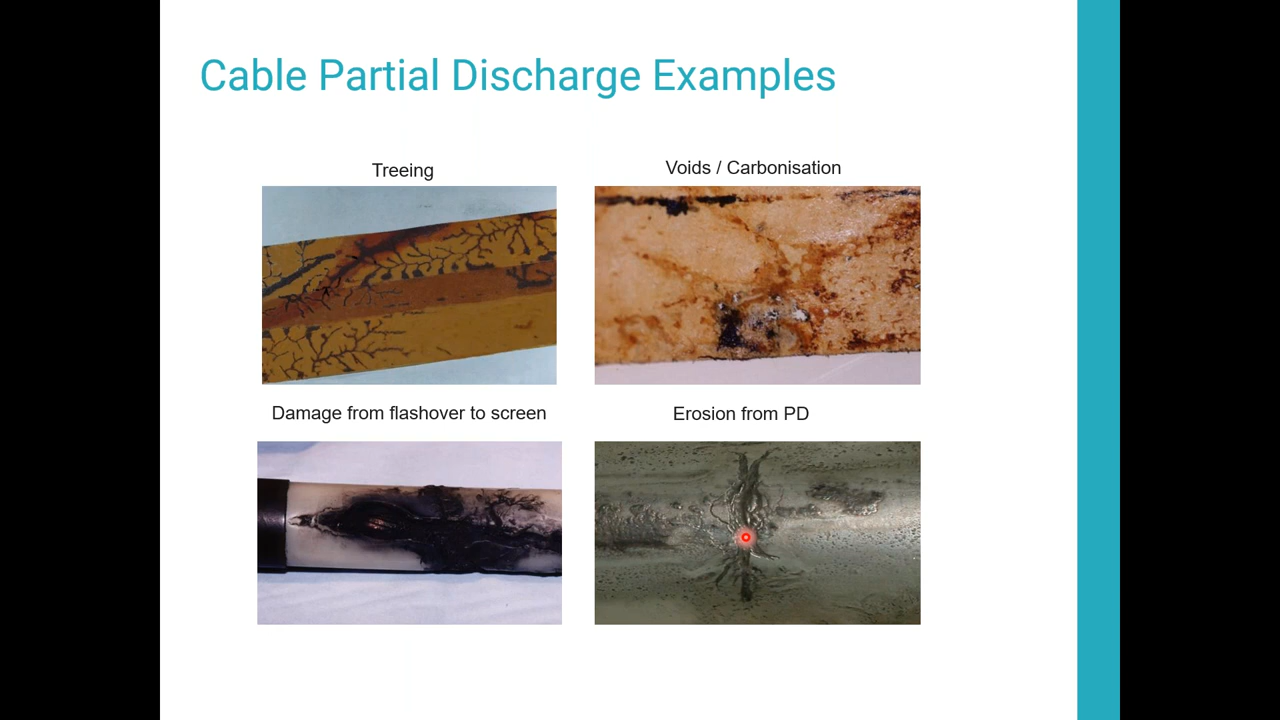 Cable Partial Discharge Examples
Treeing
Voids / Carbonisation
Damage from flashover to screen
Erosion from PD